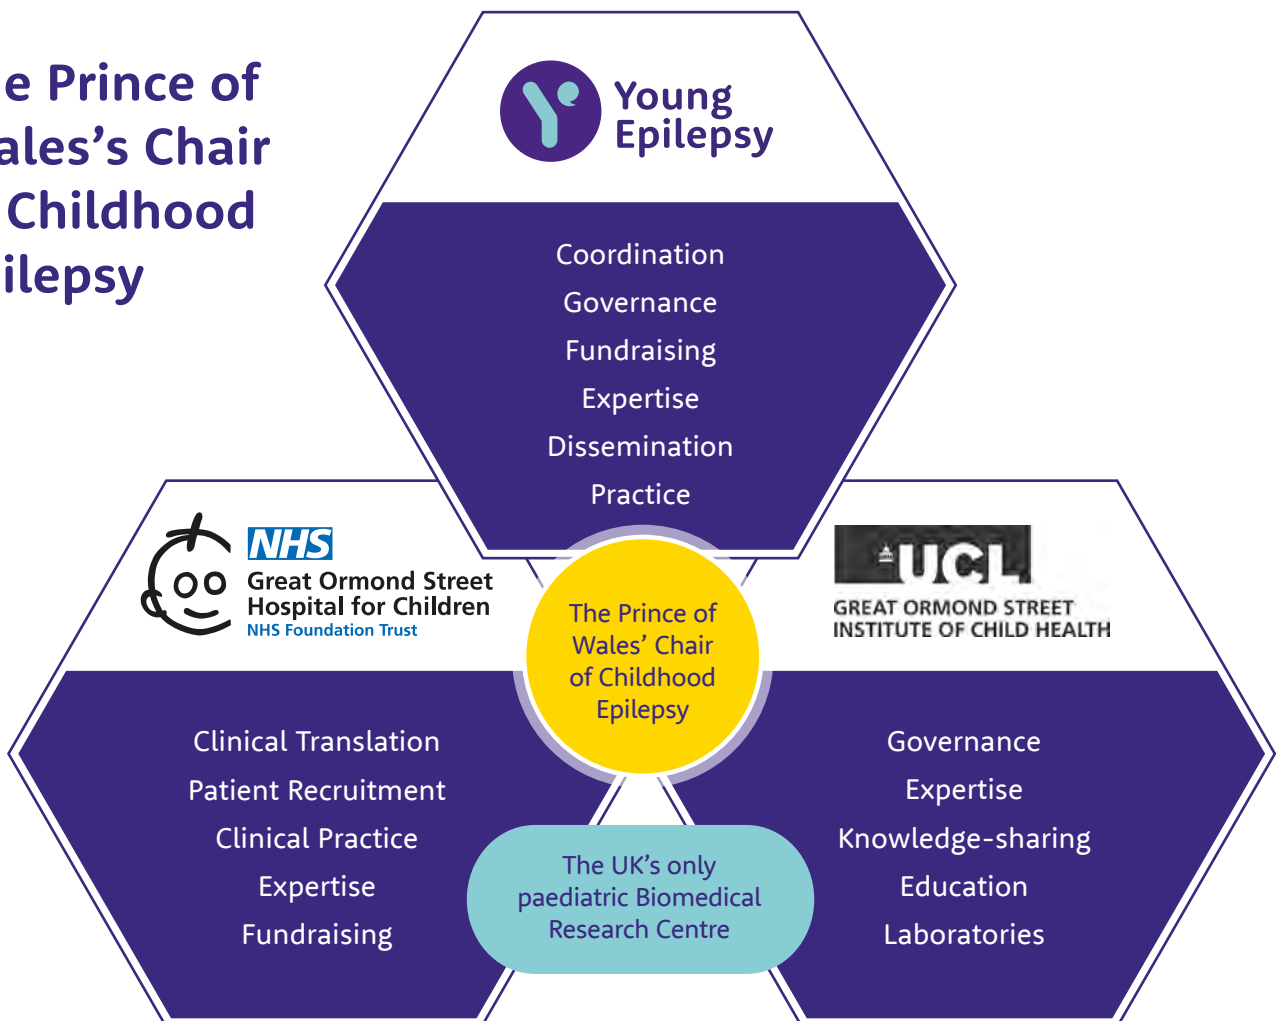 e Prince of
ales's Chair
Childhood
ilepsy
Young
Epilepsy
Coordination
Governance
Fundraising
Expertise
Dissemination
Practice
NHS
Great Ormond Street
Hospital for Children
NHS Foundation Trust
Clinical Translation
Patient Recruitment
Clinical Practice
Expertise
Fundraising
The Prince of
Wales' Chair
of Childhood
Epilepsy
The UK's only
paediatric Biomedical
Research Centre
UCL
GREAT ORMOND STREET
INSTITUTE OF CHILD HEALTH
Governance
Expertise
Knowledge-sharing
Education
Laboratories